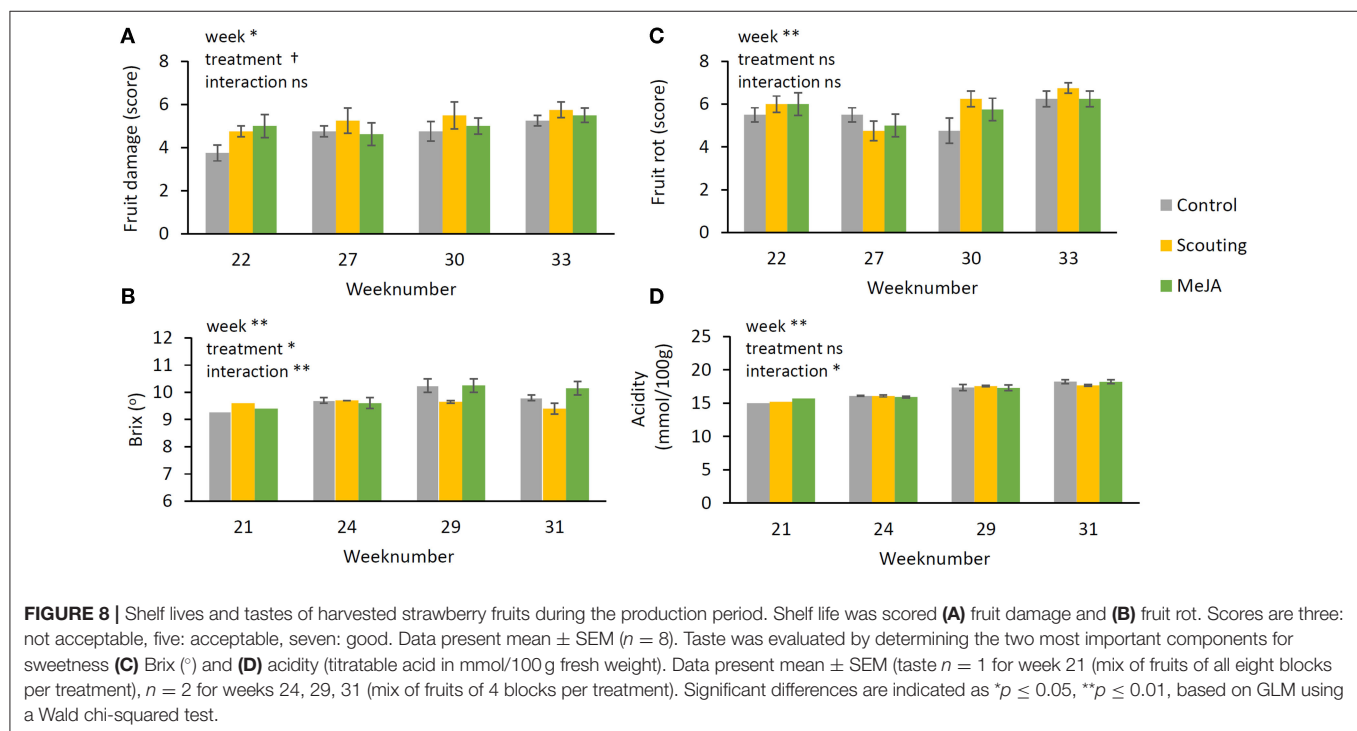 A
week *
treatment †
interaction ns
8
6
4
2
0
Fruit damage (score)
22 27 30 33
Weeknumber
C
week **
treatment ns
interaction ns
8
6
4
2
0
Fruit rot (score)
22 27 30 33
Weeknumber
Control
Scouting
MeJA
B
week **
treatment *
interaction **
12
11
10
9
8
7
6
Brix (º)
21 24 29 31
Weeknumber
D
week **
treatment ns
interaction *
25
20
15
10
5
0
Acidity
(mmol/100g)
21 24 29 31
Weeknumber
FIGURE 8 | Shelf lives and tastes of harvested strawberry fruits during the production period. Shelf life was scored (A) fruit damage and (B) fruit rot. Scores are three:
not acceptable, five: acceptable, seven: good. Data present mean ± SEM (n = 8). Taste was evaluated by determining the two most important components for
sweetness (C) Brix (°) and (D) acidity (titratable acid in mmol/100 g fresh weight). Data present mean ± SEM (taste n = 1 for week 21 (mix of fruits of all eight blocks
per treatment), n = 2 for weeks 24, 29, 31 (mix of fruits of 4 blocks per treatment). Significant differences are indicated as *p ≤ 0.05, **p ≤ 0.01, based on GLM using
a Wald chi-squared test.